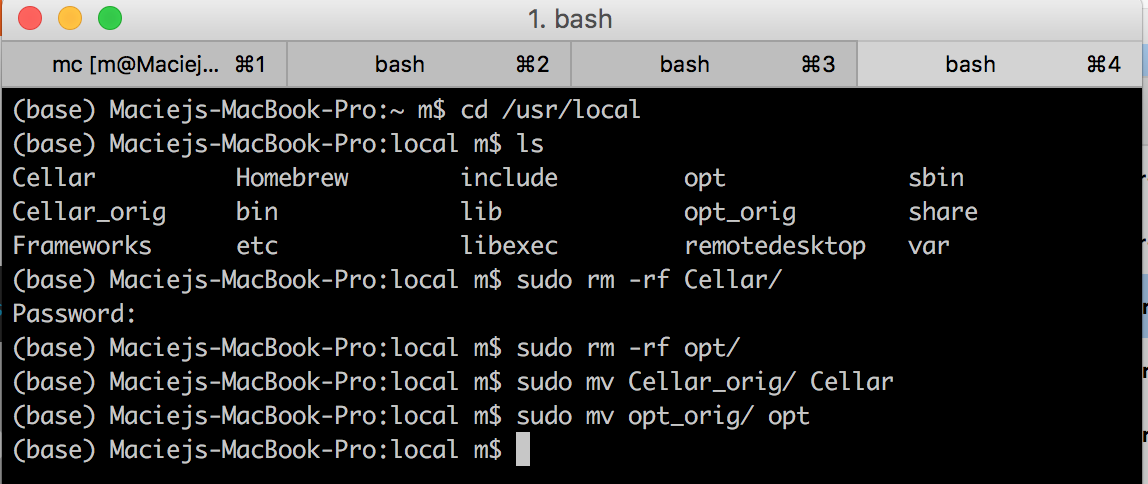 1. bash
mc [m@Maciej... ⌘1 bash ⌘2 bash ⌘3 bash ⌘4
(base) Maciejs-MacBook-Pro:~ m$ cd /usr/local
(base) Maciejs-MacBook-Pro:local m$ ls
Cellar Homebrew include opt sbin
Cellar_orig bin lib opt_orig share
Frameworks etc libexec remotedesktop var
(base) Maciejs-MacBook-Pro:local m$ sudo rm -rf Cellar/
Password:
(base) Maciejs-MacBook-Pro:local m$ sudo rm -rf opt/
(base) Maciejs-MacBook-Pro:local m$ sudo mv Cellar_orig/ Cellar
(base) Maciejs-MacBook-Pro:local m$ sudo mv opt_orig/ opt
(base) Maciejs-MacBook-Pro:local m$